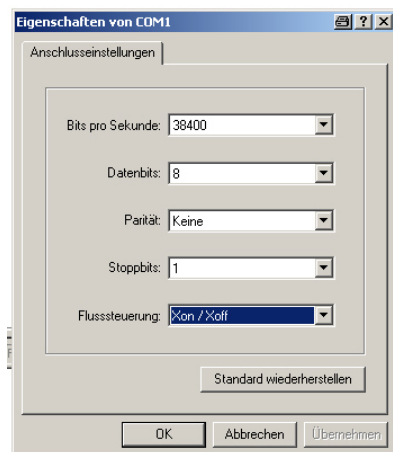 Eigenschaften von COM1
Anschlusseinstellungen
Bits pro Sekunde: 38400
Datenbits: 8
Parität: Keine
Stoppbits: 1
Flusssteuerung: Xon / Xoff
Standard wiederherstellen
OK Abbrechen Übernehmen